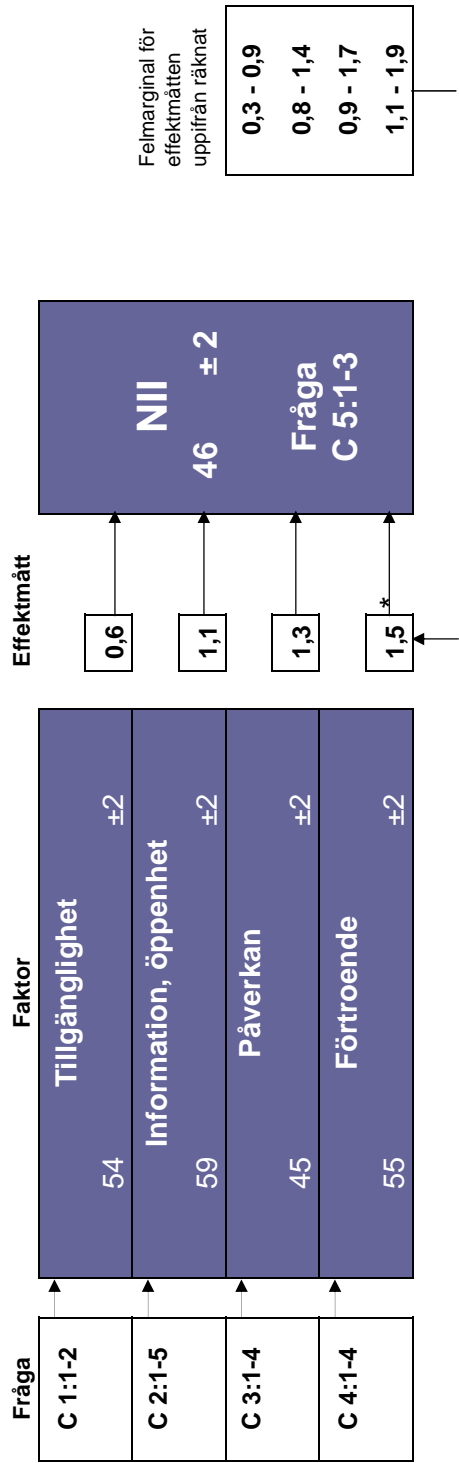 Fråga
Faktor
Effektmått
Felmarginal för
effektmåtten
uppifrån räknat
C 1:1-2
Tillgänglighet
54 ±2
0,6
0,3 - 0,9
C 2:1-5
Information, öppenhet
59 ±2
1,1
0,8 - 1,4
C 3:1-4
Påverkan
45 ±2
1,3
0,9 - 1,7
C 4:1-4
Förtroende
55 ±2
1,5 *
1,1 - 1,9
NII
46 ± 2
Fråga
C 5:1-3